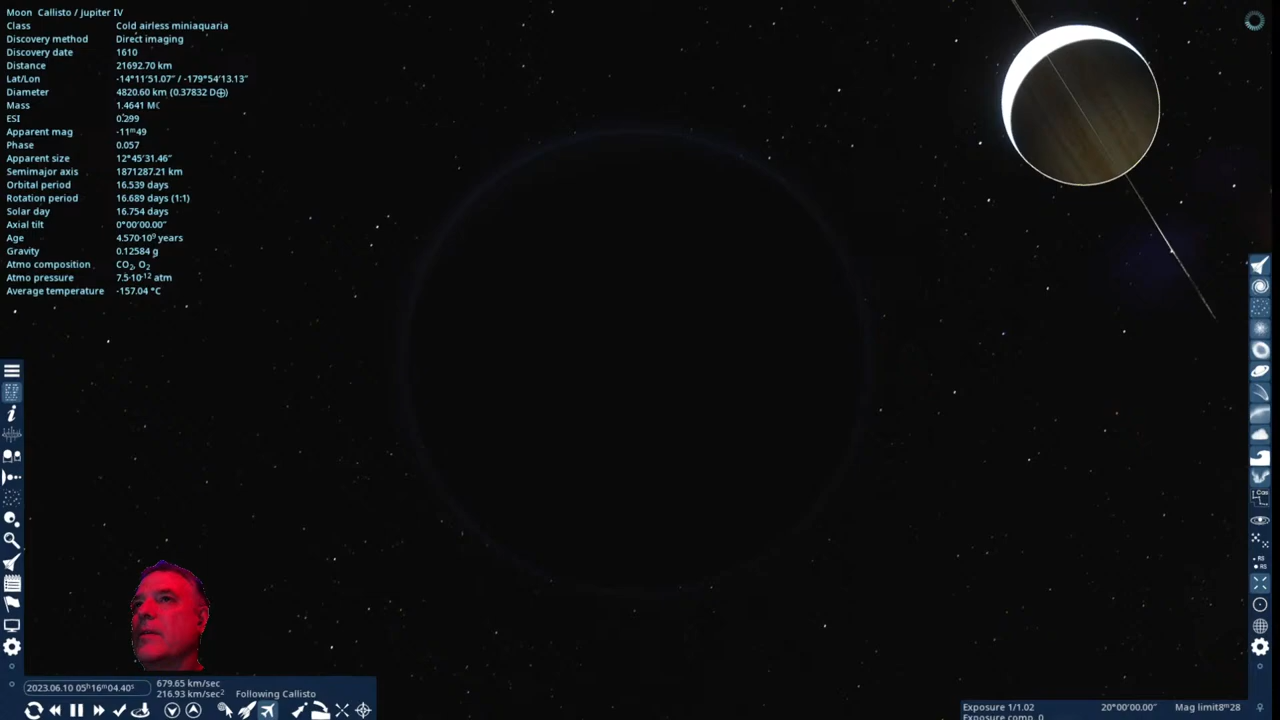 Moon Callisto / Jupiter IV
Class Cold airless miniaquaria
Discovery method Direct imaging
Discovery date 1610
Distance 21692.70 km
Lat/Lon -14°11'51.07" / -179°54'13.13"
Diameter 4820.60 km (0.37832 D⊕)
Mass 1.4641 M☾
ESI 0.299
Apparent mag -11ᵐ49
Phase 0.057
Apparent size 12°45'31.46"
Semimajor axis 1871287.21 km
Orbital period 16.539 days
Rotation period 16.689 days (1:1)
Solar day 16.754 days
Axial tilt 0°00'00.00"
Age 4.570·10⁹ years
Gravity 0.12584 g
Atmo composition CO₂, O₂
Atmo pressure 7.5·10⁻¹² atm
Average temperature -157.04 °C
Cas
RS
RS
2023.06.10 05ʰ16ᵐ04.40ˢ
679.65 km/sec
216.93 km/sec² Following Callisto
Exposure 1/1.02 20°00'00.00" Mag limit 8ᵐ28
Exposure comp. 0